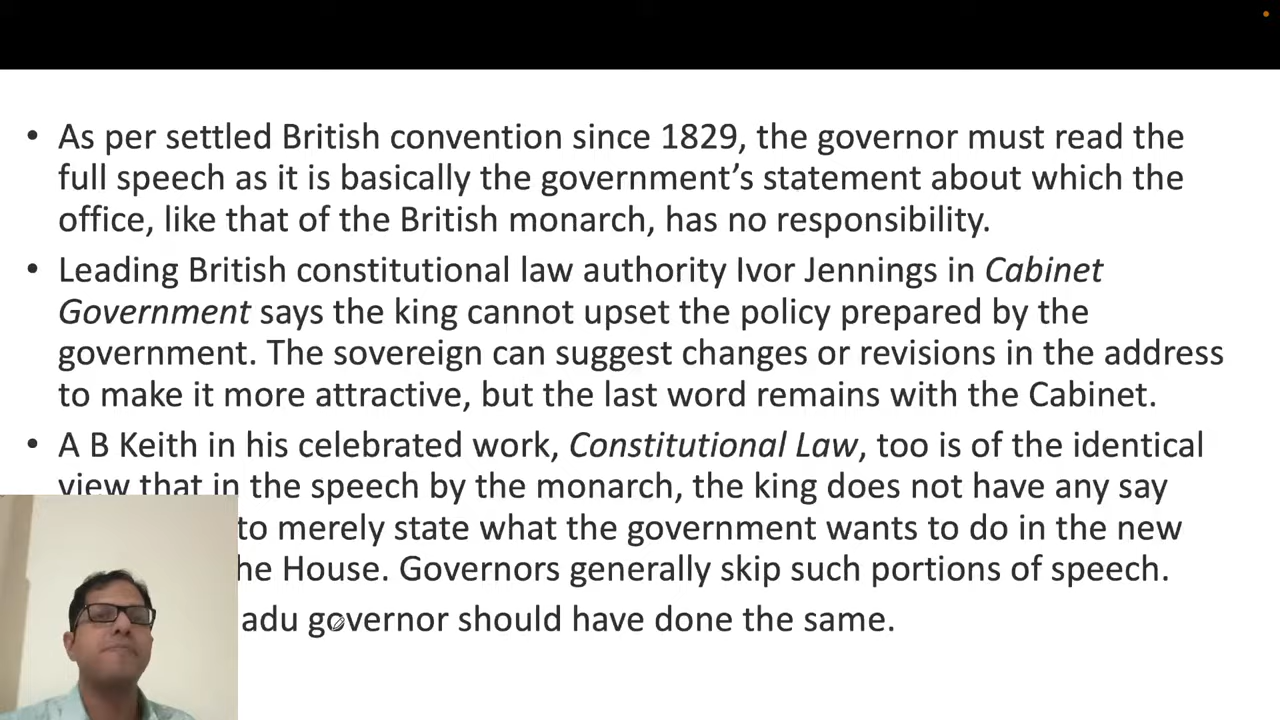 • As per settled British convention since 1829, the governor must read the
full speech as it is basically the government's statement about which the
office, like that of the British monarch, has no responsibility.
• Leading British constitutional law authority Ivor Jennings in Cabinet
Government says the king cannot upset the policy prepared by the
government. The sovereign can suggest changes or revisions in the address
to make it more attractive, but the last word remains with the Cabinet.
• A B Keith in his celebrated work, Constitutional Law, too is of the identical
view that in the speech by the monarch, the king does not have any say
to merely state what the government wants to do in the new
he House. Governors generally skip such portions of speech.
adu governor should have done the same.